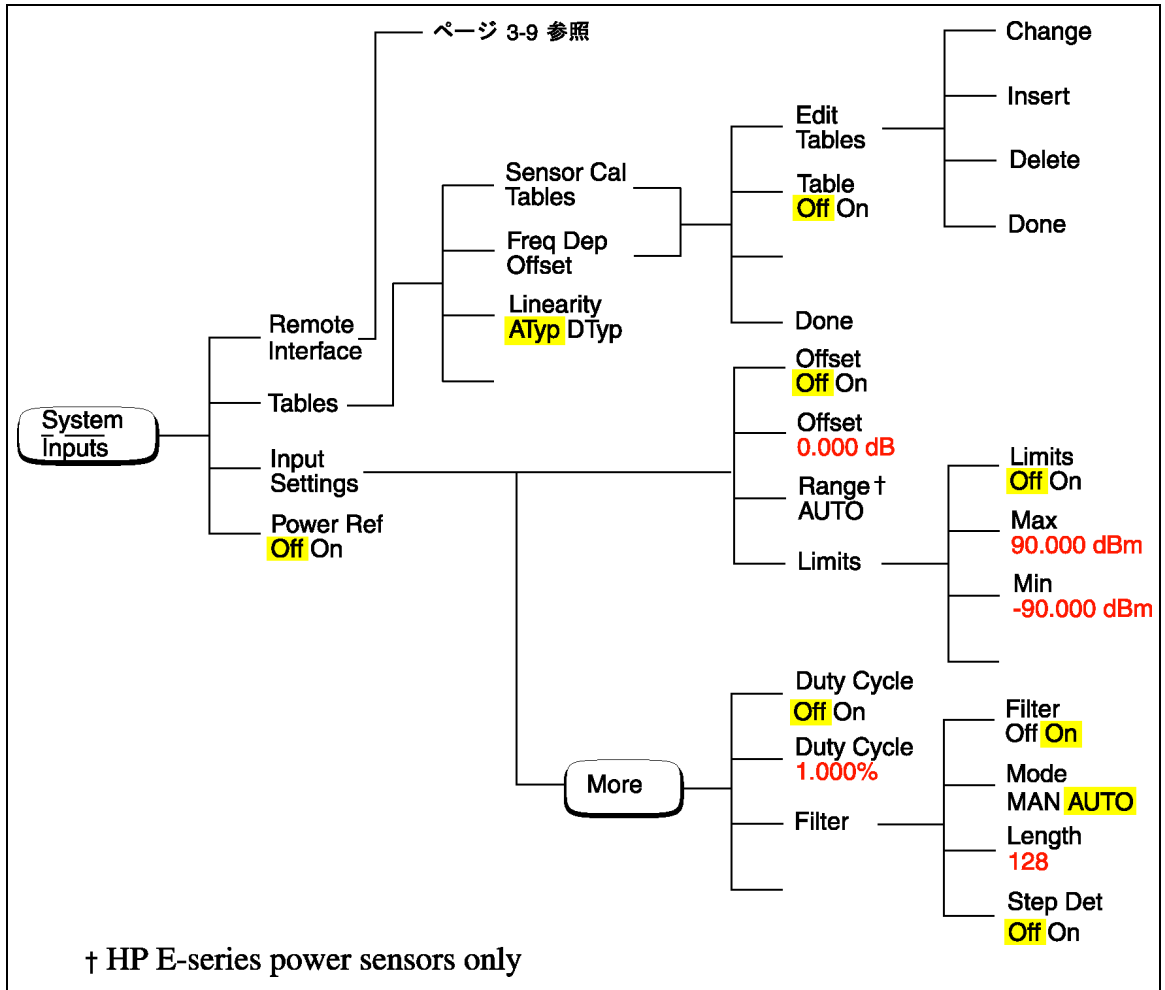 ページ 3-9 参照
System
Inputs
Remote
Interface
Tables
Input
Settings
Power Ref
Off On
Sensor Cal
Tables
Freq Dep
Offset
Linearity
ATyp DTyp
Edit
Tables
Table
Off On
Done
Change
Insert
Delete
Done
Offset
Off On
Offset
0.000 dB
Range †
AUTO
Limits
Limits
Off On
Max
90.000 dBm
Min
-90.000 dBm
More
Duty Cycle
Off On
Duty Cycle
1.000%
Filter
Filter
Off On
Mode
MAN AUTO
Length
128
Step Det
Off On
† HP E-series power sensors only